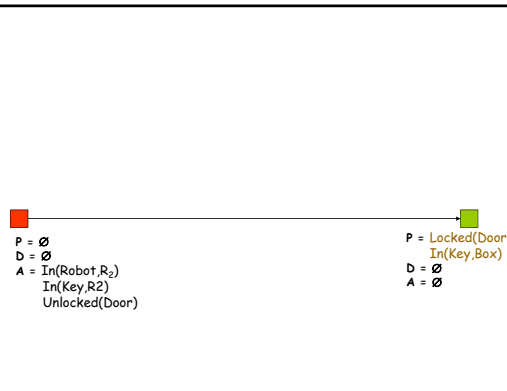 P = Ø
D = Ø
A = In(Robot,R₂)
In(Key,R2)
Unlocked(Door)
P = Locked(Door
In(Key,Box)
D = Ø
A = Ø